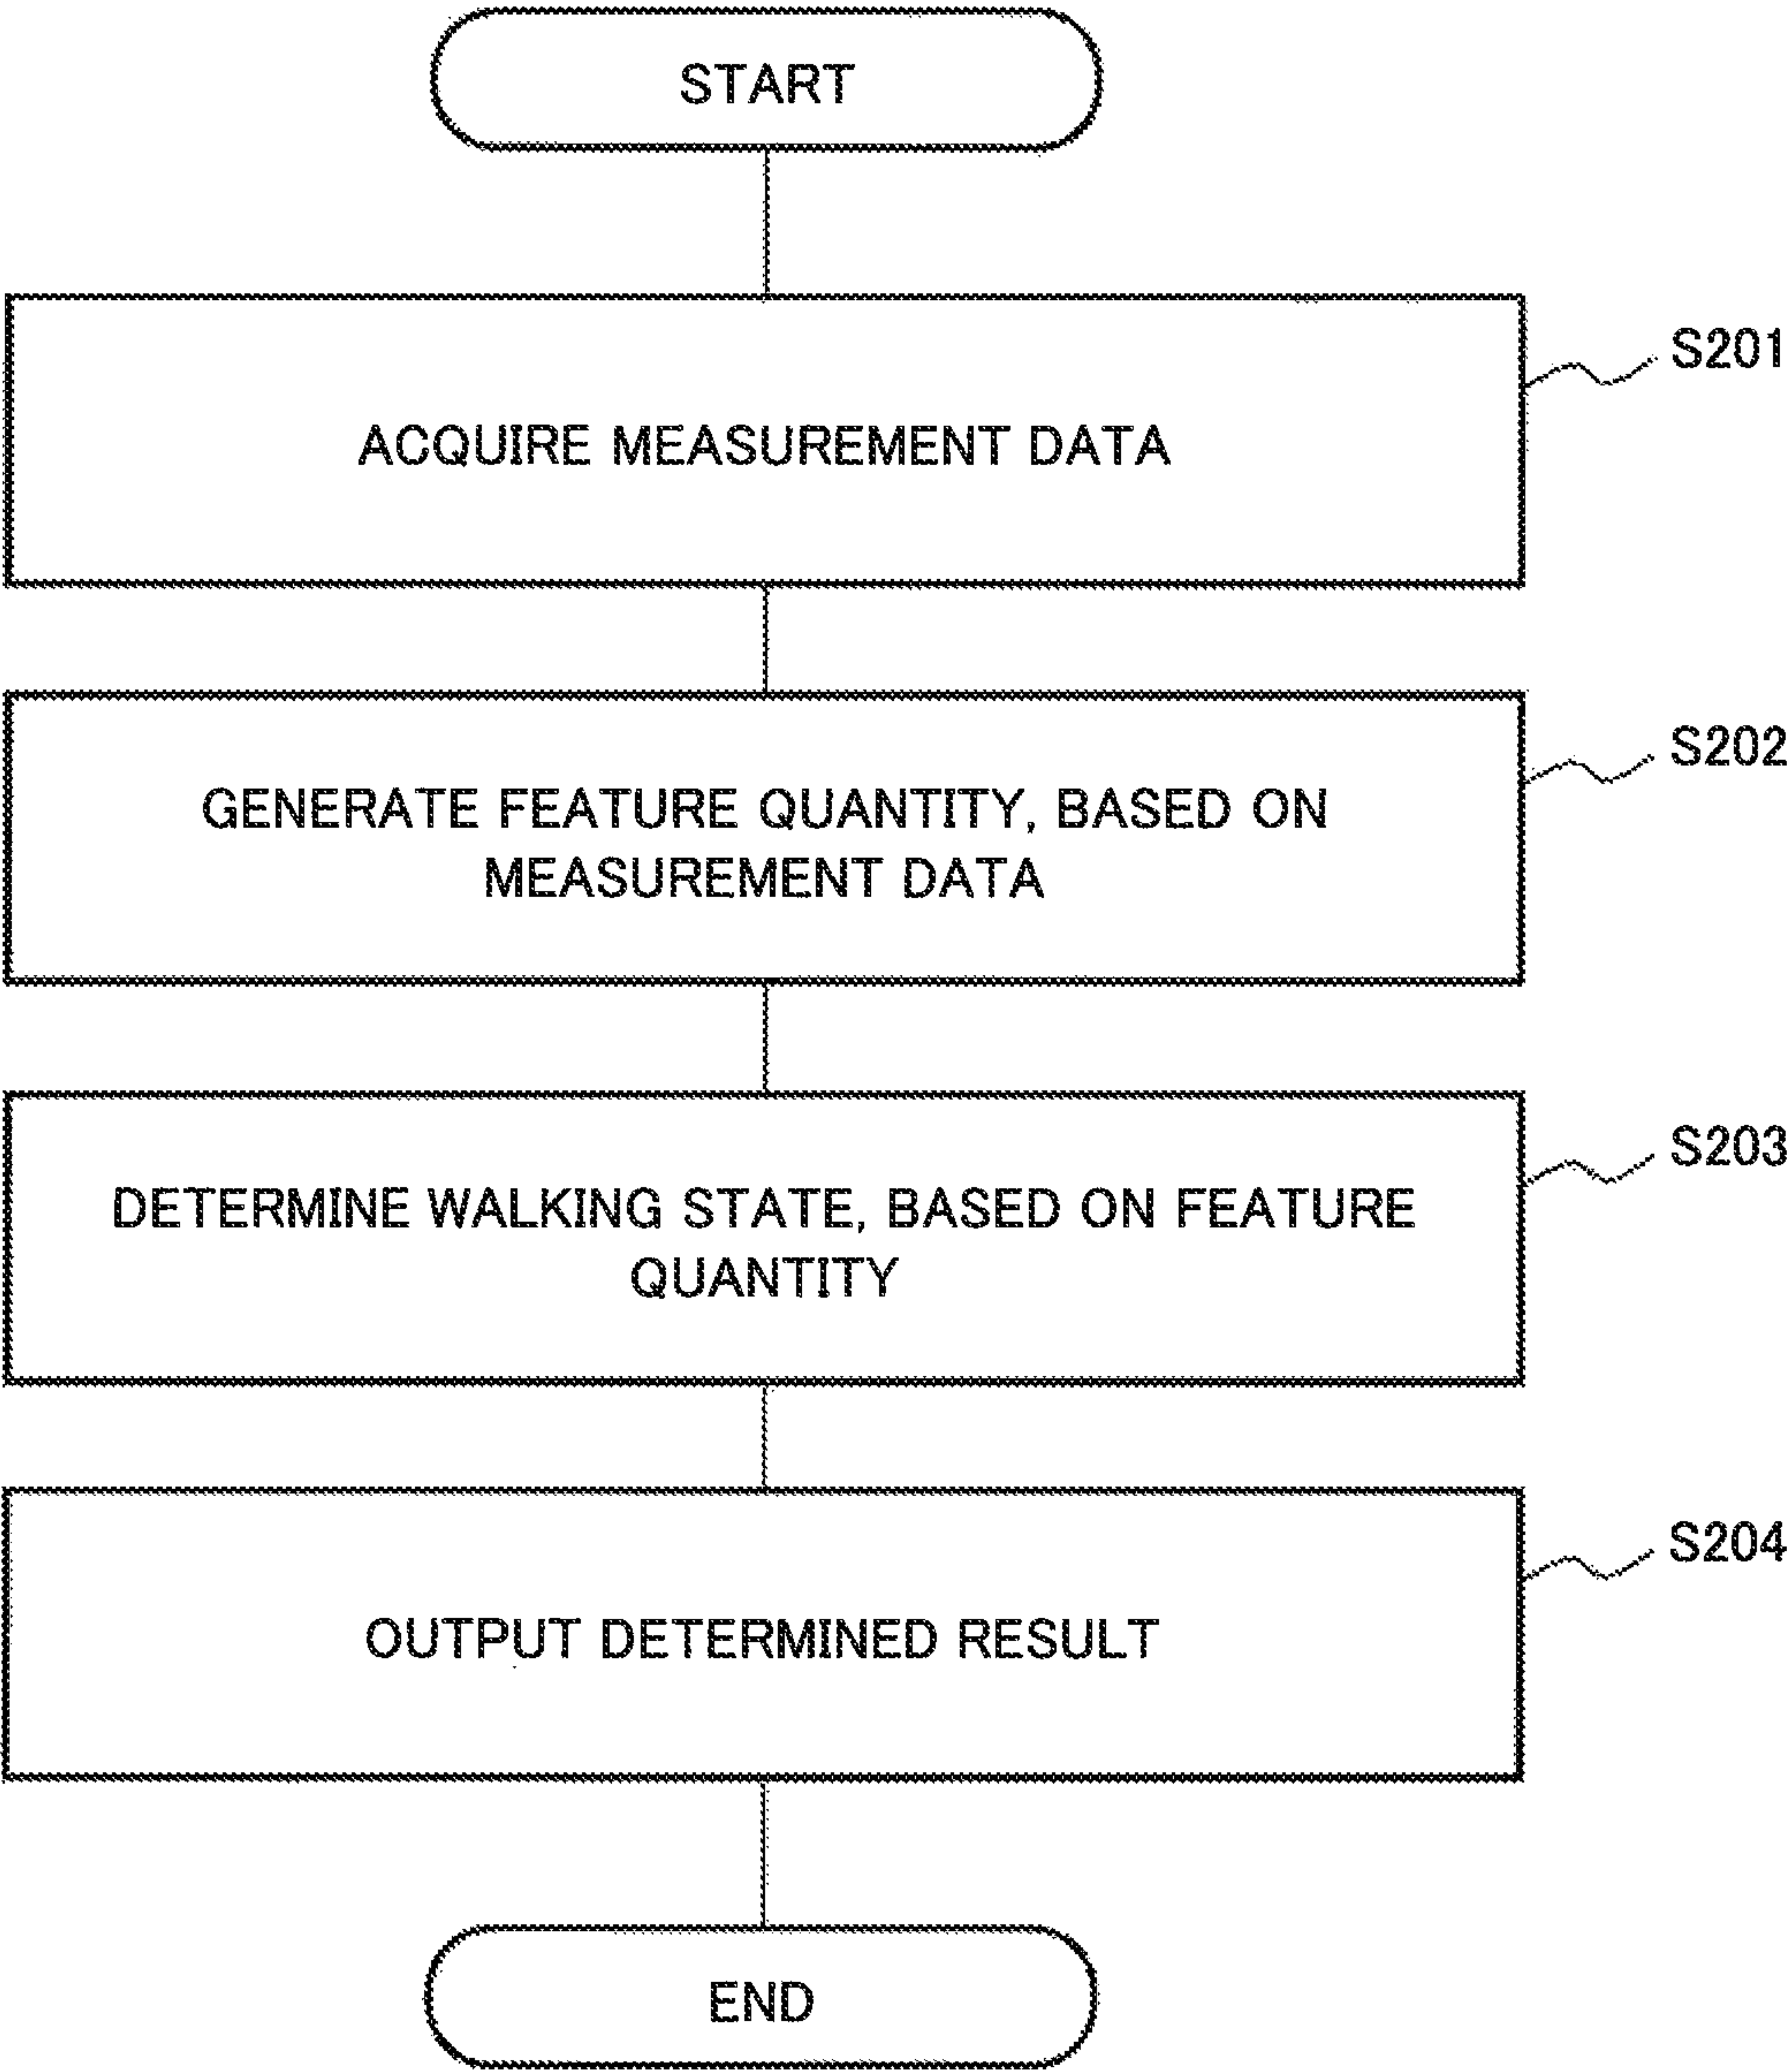 START
S201
ACQUIRE MEASUREMENT DATA
S202
GENERATE FEATURE QUANTITY, BASED ON
MEASUREMENT DATA
S203
DETERMINE WALKING STATE, BASED ON FEATURE
QUANTITY
S204
OUTPUT DETERMINED RESULT
END